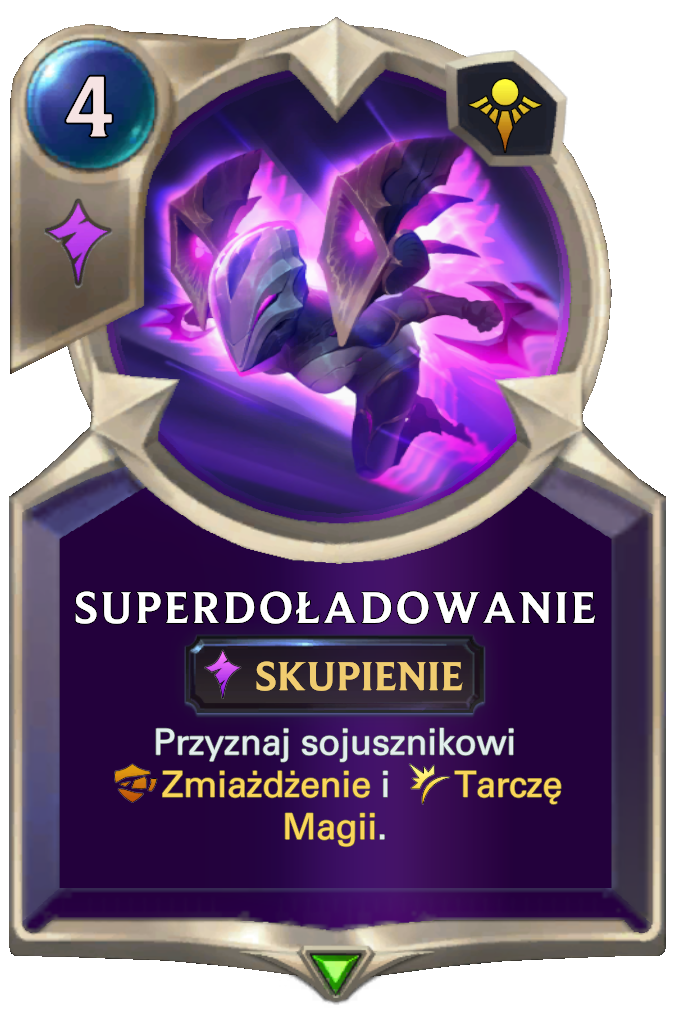 4
SUPERDOŁADOWANIE
SKUPIENIE
Przyznaj sojusznikowi
Zmiażdżenie i Tarczę
Magii.